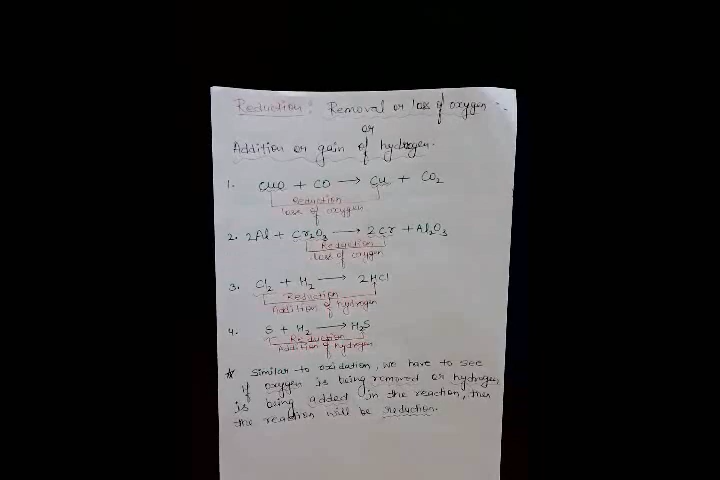 Reduction: Removal or loss of oxygen
or
Addition or gain of hydrogen.
1. CuO + CO → Cu + CO2
Reduction
loss of oxygen
2. 2Al + Cr2O3 → 2Cr + Al2O3
Reduction
loss of oxygen
3. Cl2 + H2 → 2HCl
Reduction
Addition of hydrogen
4. S + H2 → H2S
Reduction
Addition of hydrogen
* Similar to oxidation, we have to see
if oxygen is being removed or hydrogen
is being added in the reaction, then
the reaction will be reduction.